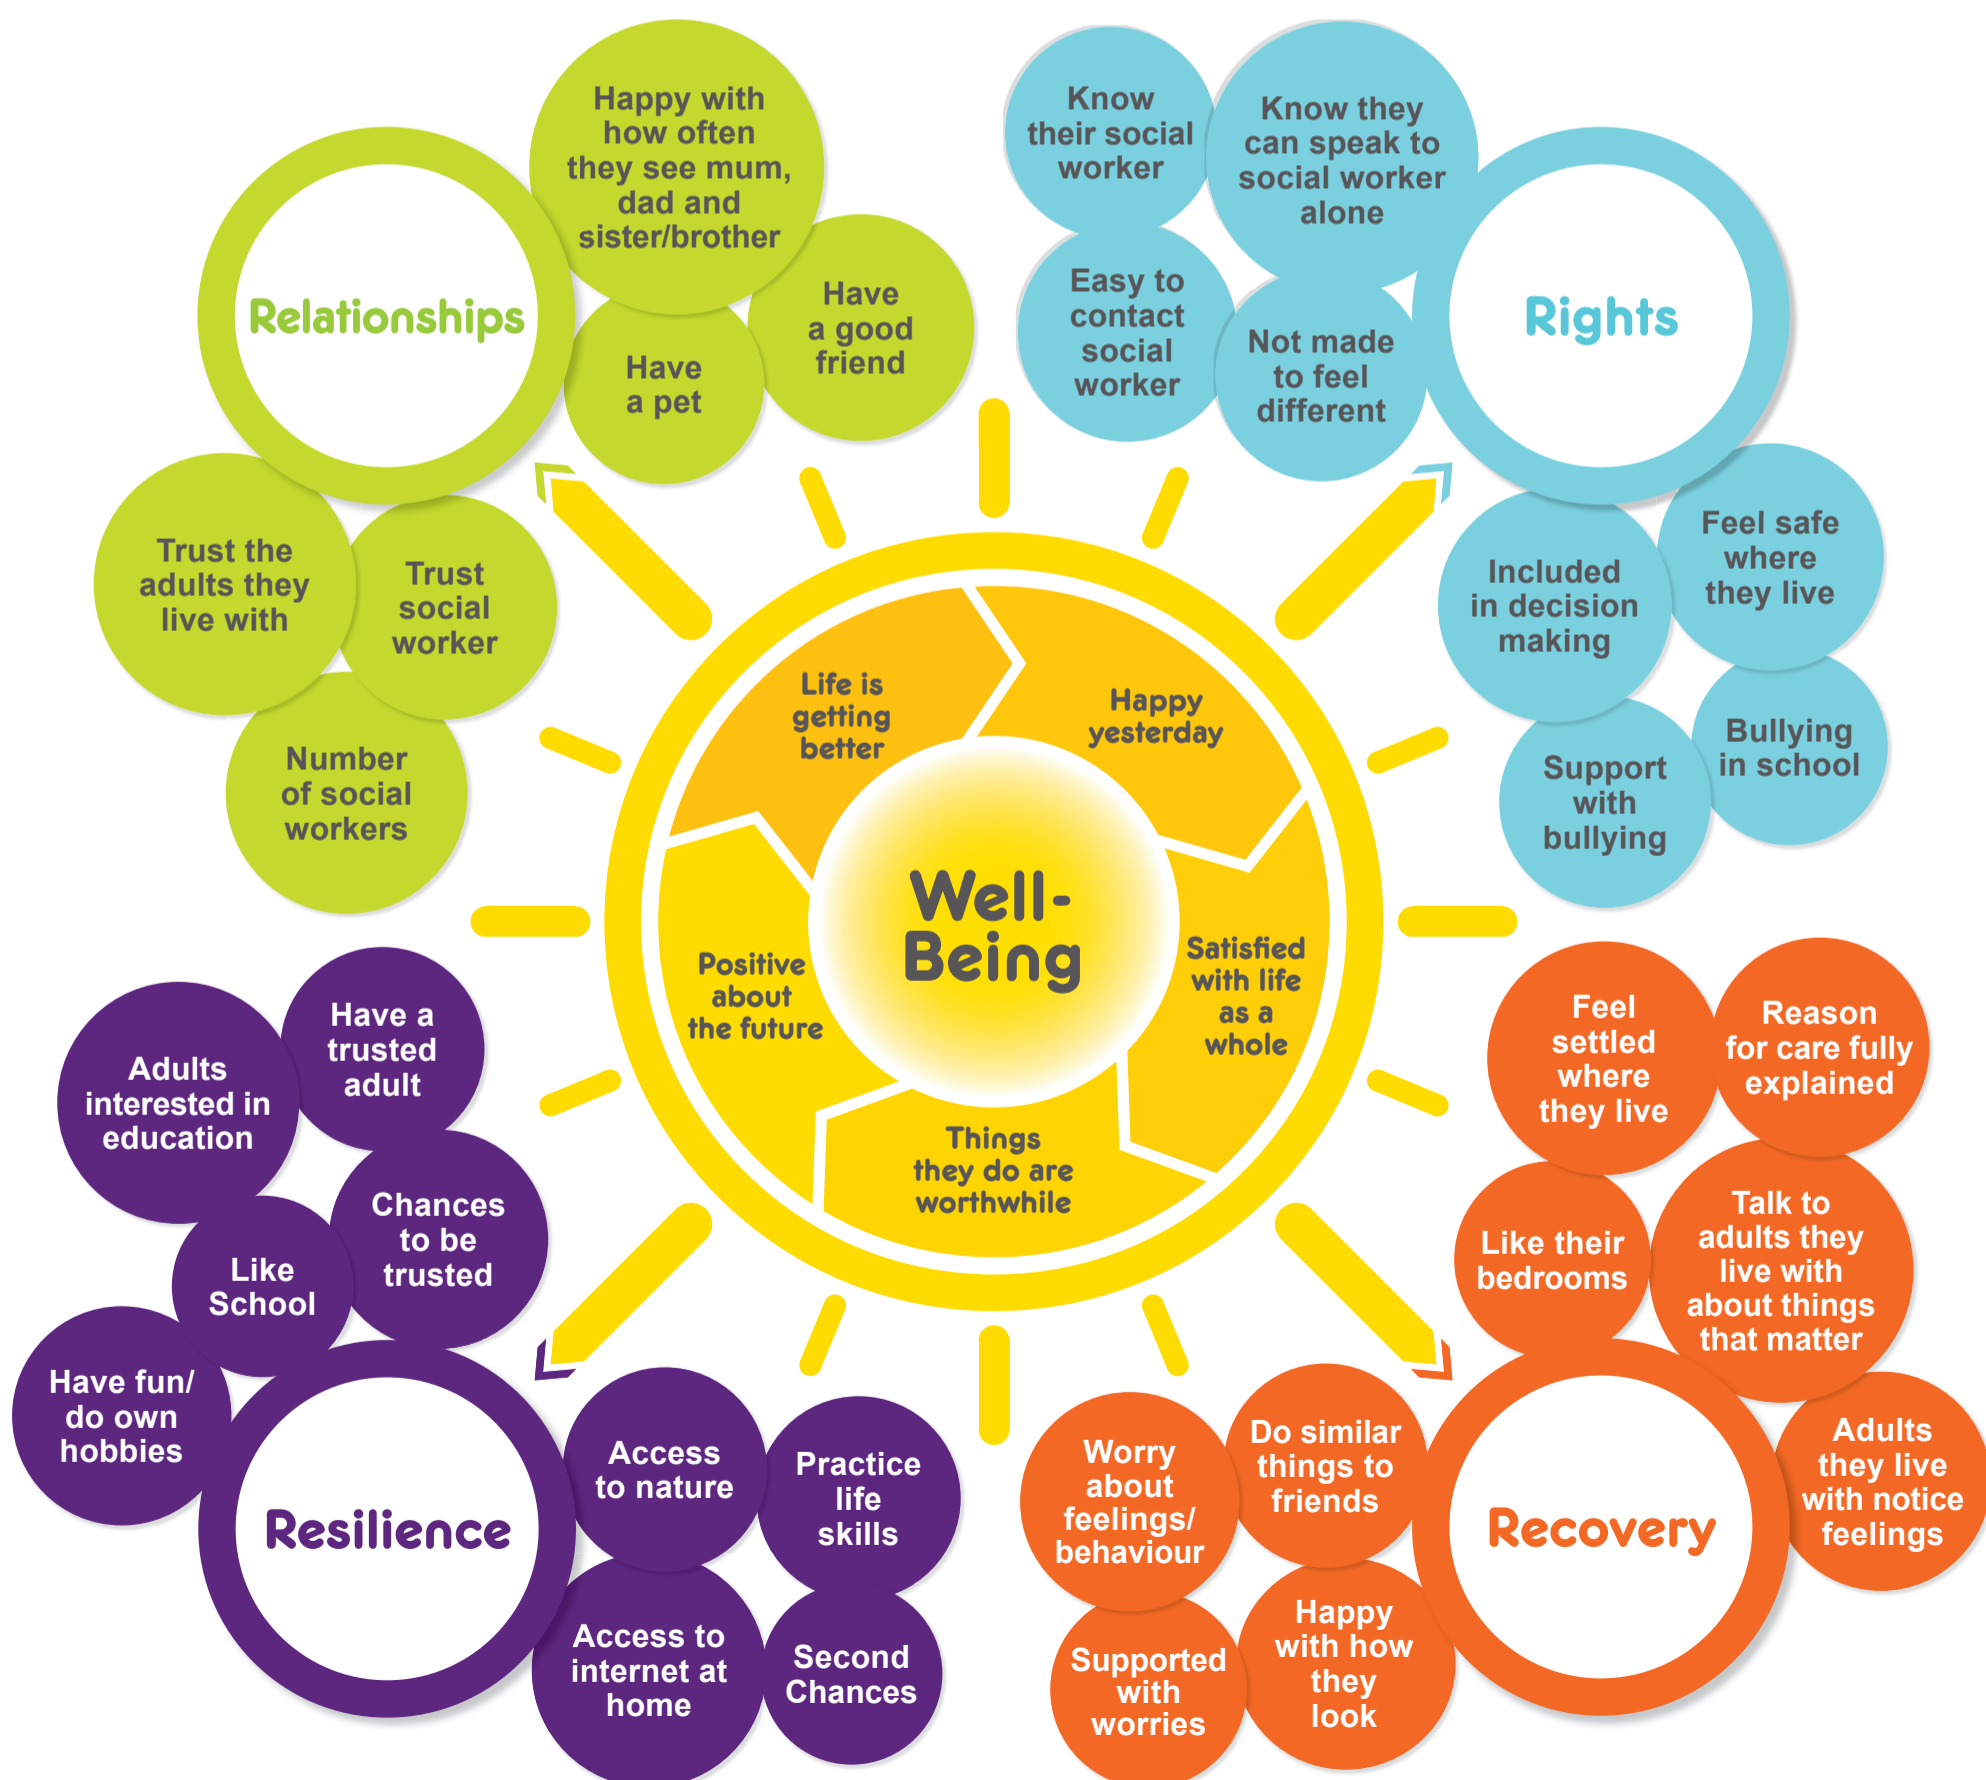 Happy with
how often
they see mum,
dad and
sister/brother
Relationships
Have
a good
friend
Have
a pet
Trust the
adults they
live with
Trust
social
worker
Number
of social
workers
Know
their social
worker
Know they
can speak to
social worker
alone
Easy to
contact
social
worker
Not made
to feel
different
Rights
Included
in decision
making
Feel safe
where
they live
Support
with
bullying
Bullying
in school
Life is
getting
better
Happy
yesterday
Well-
Being
Positive
about
the future
Satisfied
with life
as a
whole
Things
they do are
worthwhile
Have a
trusted
adult
Adults
interested in
education
Chances
to be
trusted
Like
School
Have fun/
do own
hobbies
Resilience
Access
to nature
Practice
life
skills
Access to
internet at
home
Second
Chances
Feel
settled
where
they live
Reason
for care fully
explained
Like their
bedrooms
Talk to
adults they
live with
about things
that matter
Worry
about
feelings/
behaviour
Do similar
things to
friends
Recovery
Adults
they live
with notice
feelings
Supported
with
worries
Happy
with how
they
look